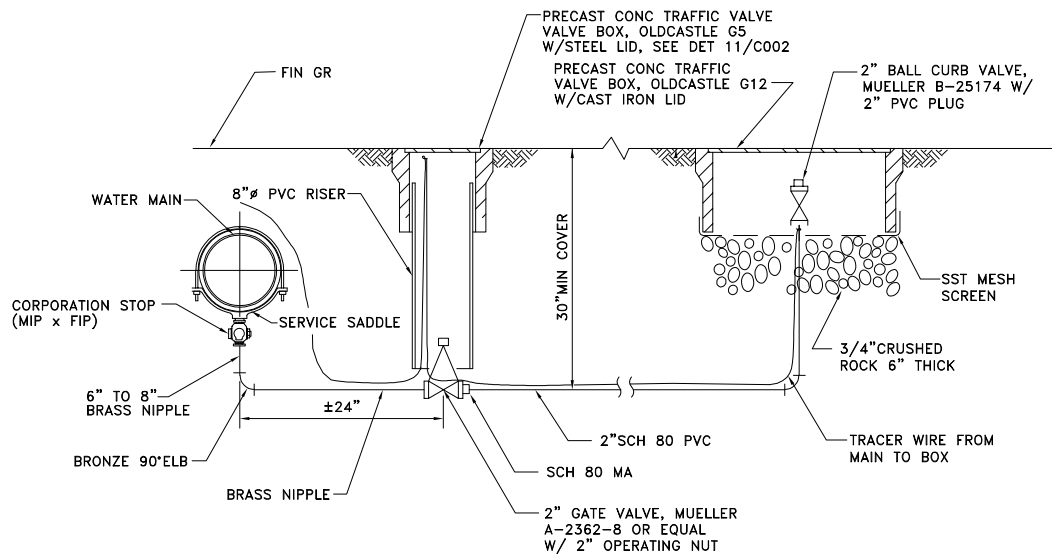 PRECAST CONC TRAFFIC VALVE
VALVE BOX, OLDCASTLE G5
W/STEEL LID, SEE DET 11/C002
FIN GR
PRECAST CONC TRAFFIC
VALVE BOX, OLDCASTLE G12
W/CAST IRON LID
2" BALL CURB VALVE,
MUELLER B-25174 W/
2" PVC PLUG
8"ø PVC RISER
WATER MAIN
30"MIN COVER
SST MESH
SCREEN
CORPORATION STOP
(MIP x FIP)
SERVICE SADDLE
3/4"CRUSHED
ROCK 6" THICK
6" TO 8"
BRASS NIPPLE
±24"
2"SCH 80 PVC
TRACER WIRE FROM
MAIN TO BOX
BRONZE 90°ELB
SCH 80 MA
BRASS NIPPLE
2" GATE VALVE, MUELLER
A-2362-8 OR EQUAL
W/ 2" OPERATING NUT